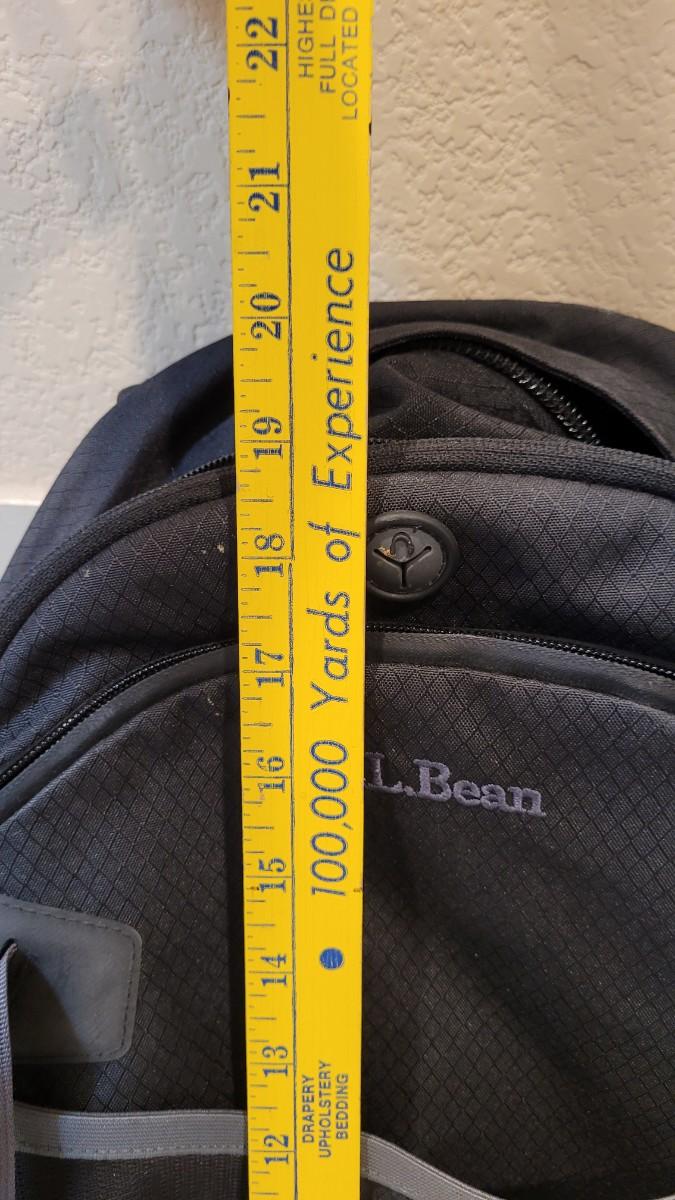 22
21
20
19
18
17
16
15
14
13
12
FULL
LOCATED
100,000 Yards of Experience
DRAPERY
UPHOLSTERY
BEDDING
L.Bean